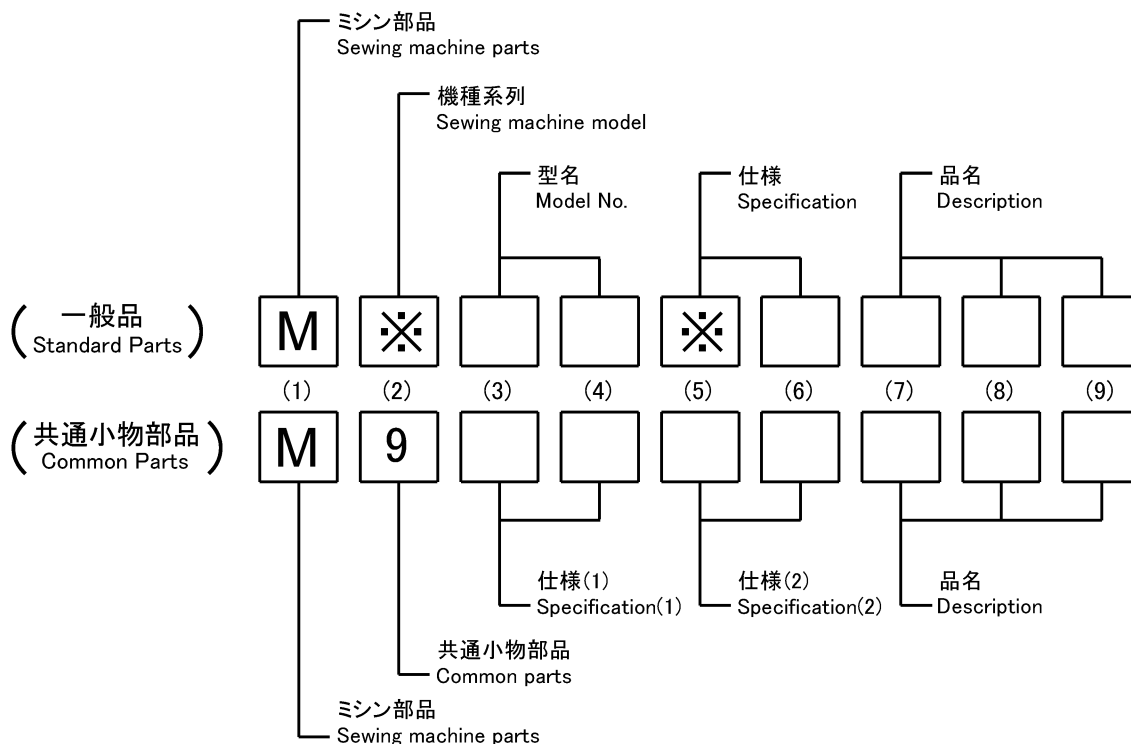 ミシン部品
Sewing machine parts
機種系列
Sewing machine model
型名
Model No.
仕様
Specification
品名
Description
(一般品
Standard Parts)
M ※ ※
(1) (2) (3) (4) (5) (6) (7) (8) (9)
(共通小物部品
Common Parts)
M 9
仕様(1)
Specification(1)
仕様(2)
Specification(2)
品名
Description
共通小物部品
Common parts
ミシン部品
Sewing machine parts